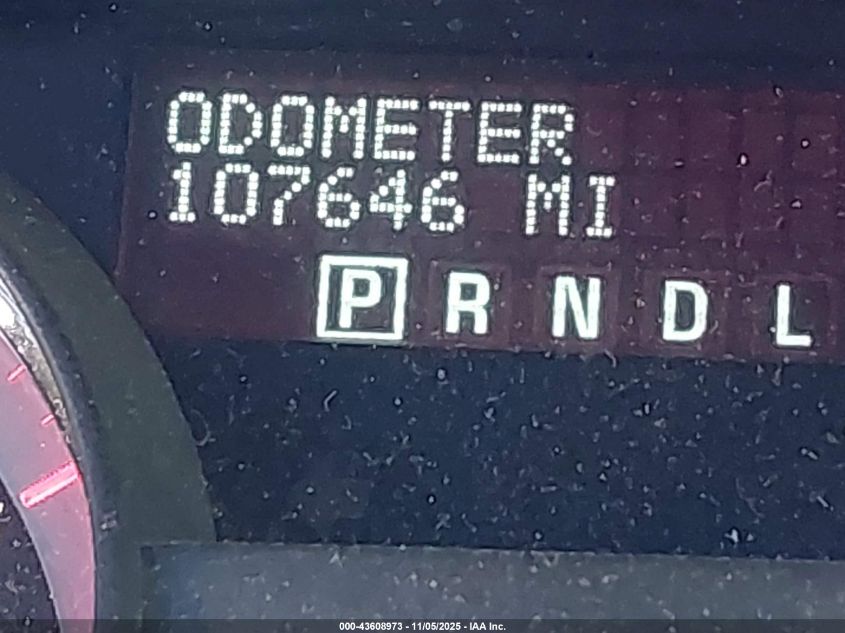 ODOMETER
107646 MI
P R N D L
000-43608973 - 11/05/2025 - IAA Inc.